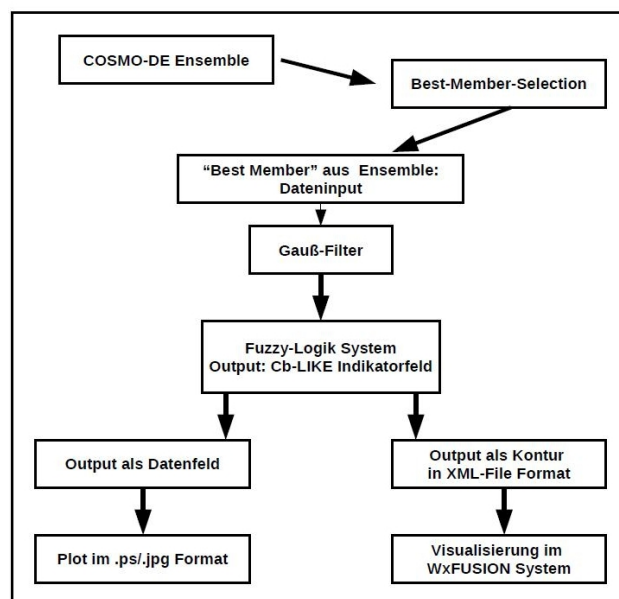 COSMO-DE Ensemble
Best-Member-Selection
“Best Member” aus Ensemble:
Dateninput
Gauß-Filter
Fuzzy-Logik System
Output: Cb-LIKE Indikatorfeld
Output als Datenfeld
Output als Kontur
in XML-File Format
Plot im .ps/.jpg Format
Visualisierung im
WxFUSION System